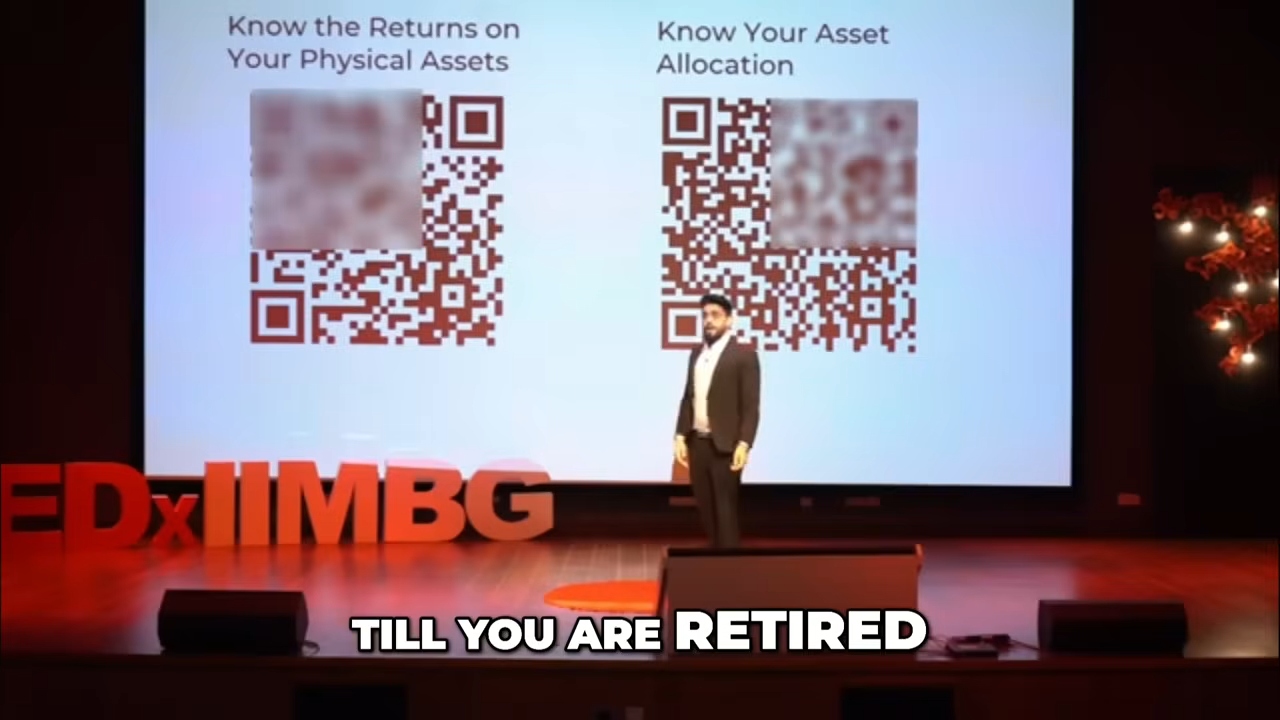 Know the Returns on
Your Physical Assets
Know Your Asset
Allocation
EDxIIMBG
TILL YOU ARE RETIRED